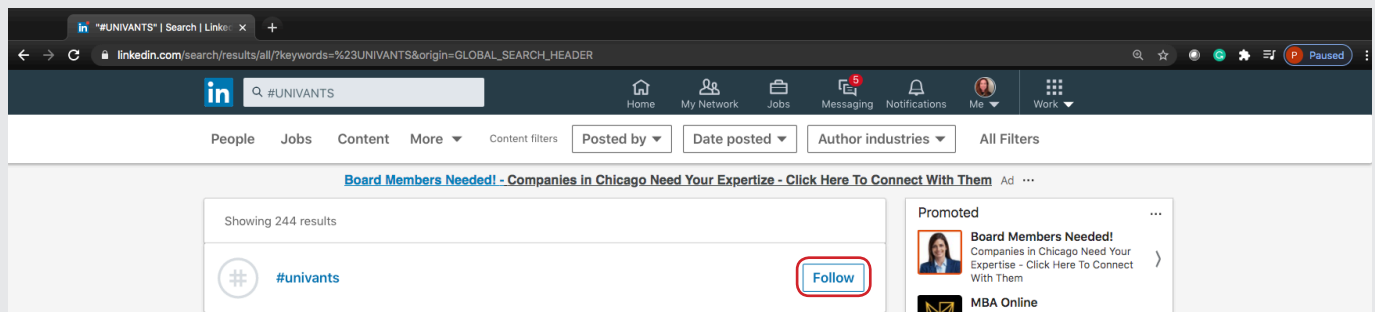 "#UNIVANTS" | Search | Linked
linkedin.com/search/results/all/?keywords=%23UNIVANTS&origin=GLOBAL_SEARCH_HEADER
P Paused
in
#UNIVANTS
Home
My Network
Jobs
5
Messaging
Notifications
Me
Work
People
Jobs
Content
More
Content filters
Posted by
Date posted
Author industries
All Filters
Board Members Needed! - Companies in Chicago Need Your Expertize - Click Here To Connect With Them Ad ...
Showing 244 results
#
#univants
Follow
Promoted
...
Board Members Needed!
Companies in Chicago Need Your
Expertise - Click Here To Connect
With Them
MBA Online